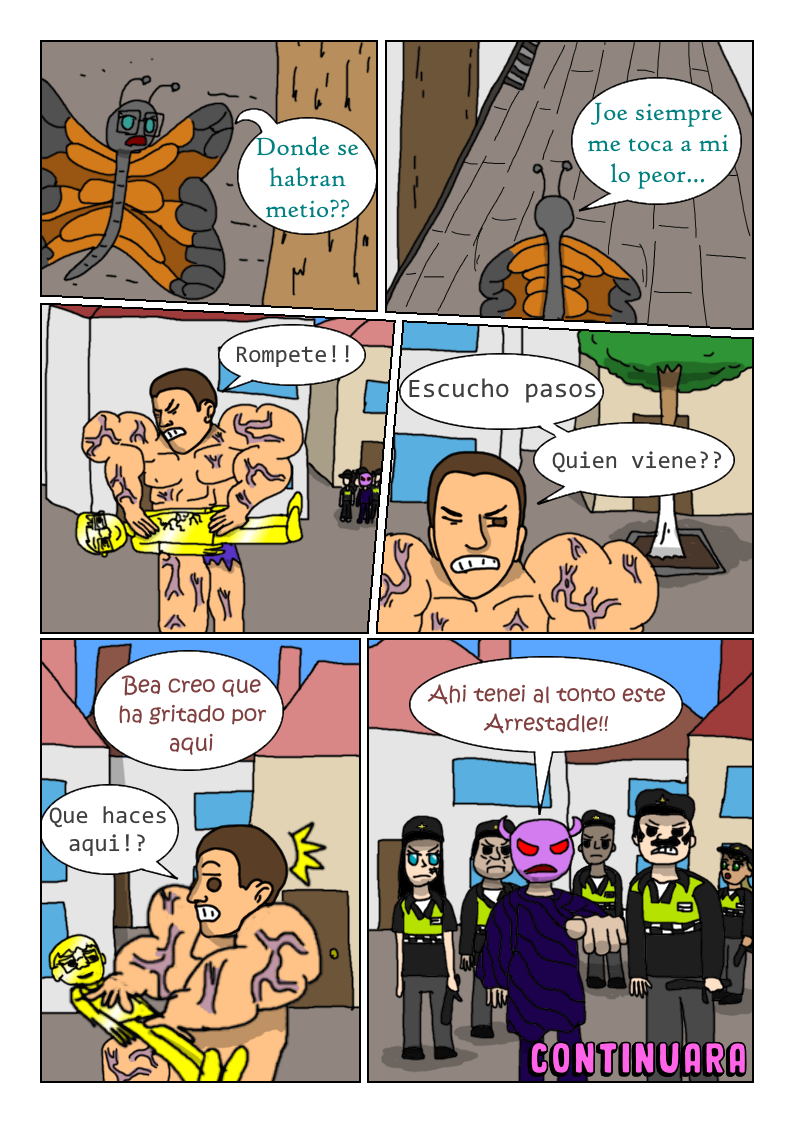 Donde se
habran
metio??
Joe siempre
me toca a mi
lo peor...
Rompete!!
Escucho pasos
Quien viene??
Bea creo que
ha gritado por
aqui
Que haces
aqui!?
Ahi tenei al tonto este
Arrestadle!!
CONTINUARA